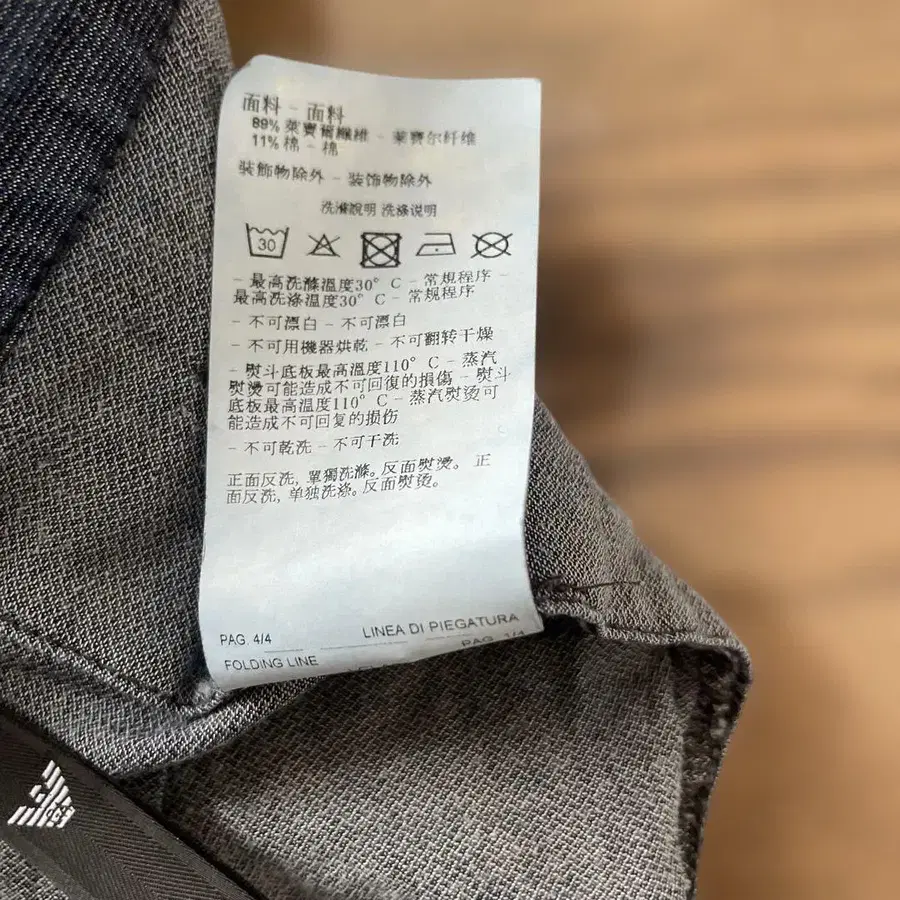 面料 - 面料
89% 萊賽爾纖維 - 莱赛尔纤维
11% 棉 - 棉
裝飾物除外 - 装饰物除外
洗滌說明 洗涤说明
30
- 最高洗滌溫度30° C - 常規程序 -
最高洗涤温度30° C - 常规程序
- 不可漂白 - 不可漂白
- 不可用機器烘乾 - 不可翻转干燥
- 熨斗底板最高溫度110° C - 蒸汽
熨燙可能造成不可回復的損傷 - 熨斗
底板最高温度110° C - 蒸汽熨烫可
能造成不可回复的损伤
- 不可乾洗 - 不可干洗
正面反洗, 單獨洗滌。反面熨燙。 正
面反洗, 单独洗涤。反面熨烫。
PAG. 4/4
LINEA DI PIEGATURA
FOLDING LINE
PAG. 1/4